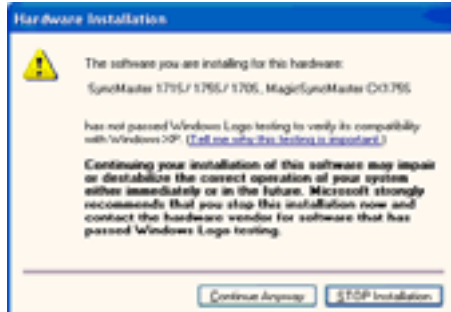 Hardware Installation
The software you are installing for this hardware:
SyncMaster 1715/ 1755/ 1705, MagicSyncMaster CX1755
has not passed Windows Logo testing to verify its compatibility
with Windows XP. (Tell me why this testing is important.)
Continuing your installation of this software may impair
or destabilize the correct operation of your system
either immediately or in the future. Microsoft strongly
recommends that you stop this installation now and
contact the hardware vendor for software that has
passed Windows Logo testing.
Continue Anyway
STOP Installation